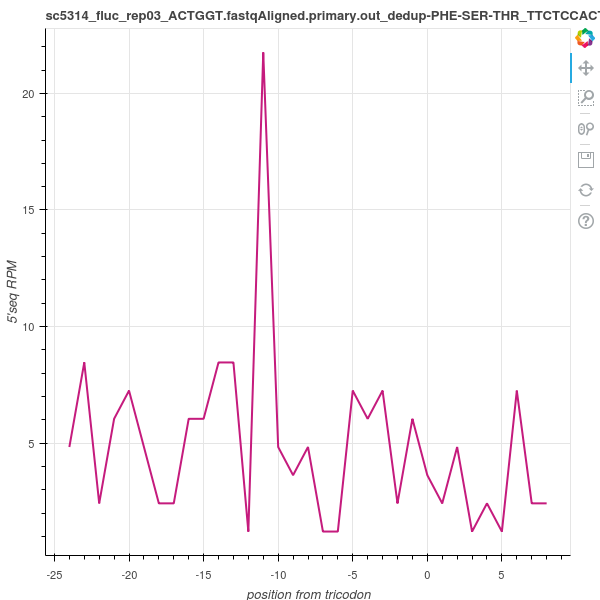 sc5314_fluc_rep03_ACTGGT.fastqAligned.primary.out_dedup-PHE-SER-THR_TTCTCCACT
20
15
10
5
5'seq RPM
-25 -20 -15 -10 -5 0 5
position from tricodon